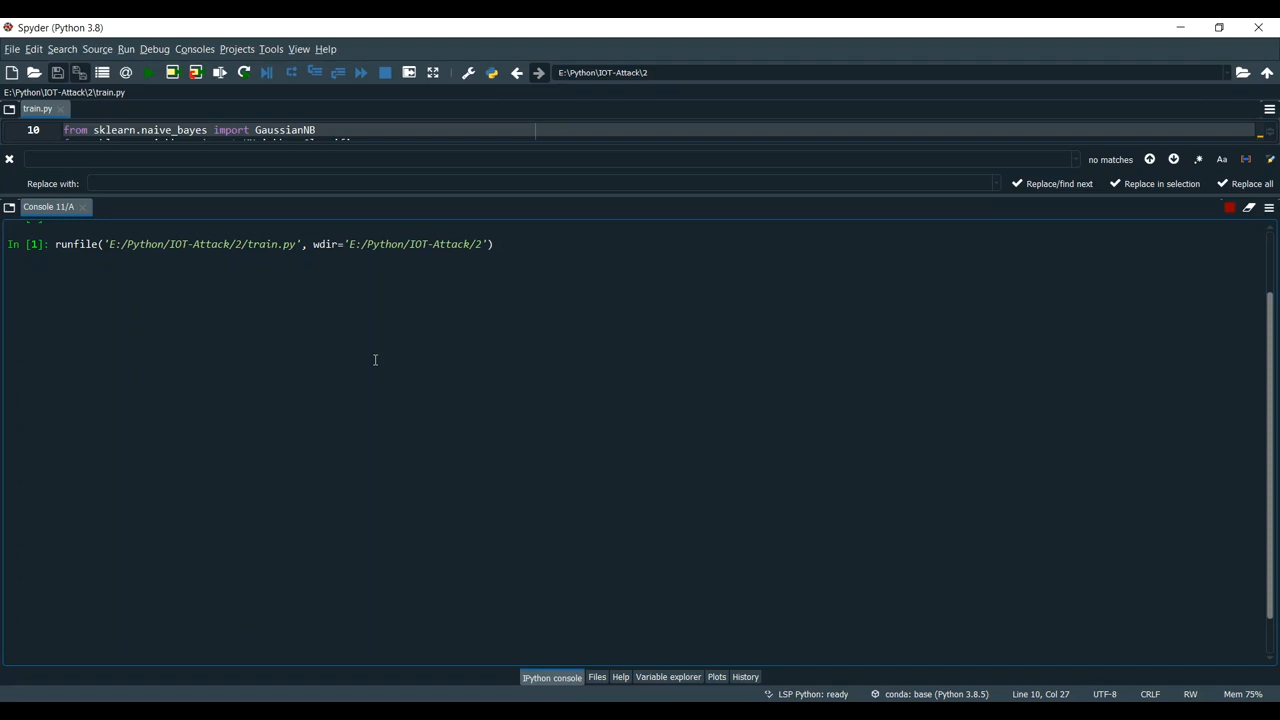 Spyder (Python 3.8)
File Edit Search Source Run Debug Consoles Projects Tools View Help
E:\Python\IOT-Attack\2
E:\Python\IOT-Attack\2\train.py
train.py
10 from sklearn.naive_bayes import GaussianNB
no matches Aa
Replace with: Replace/find next Replace in selection Replace all
Console 11/A
In [1]: runfile('E:/Python/IOT-Attack/2/train.py', wdir='E:/Python/IOT-Attack/2')
IPython console Files Help Variable explorer Plots History
LSP Python: ready conda: base (Python 3.8.5) Line 10, Col 27 UTF-8 CRLF RW Mem 75%